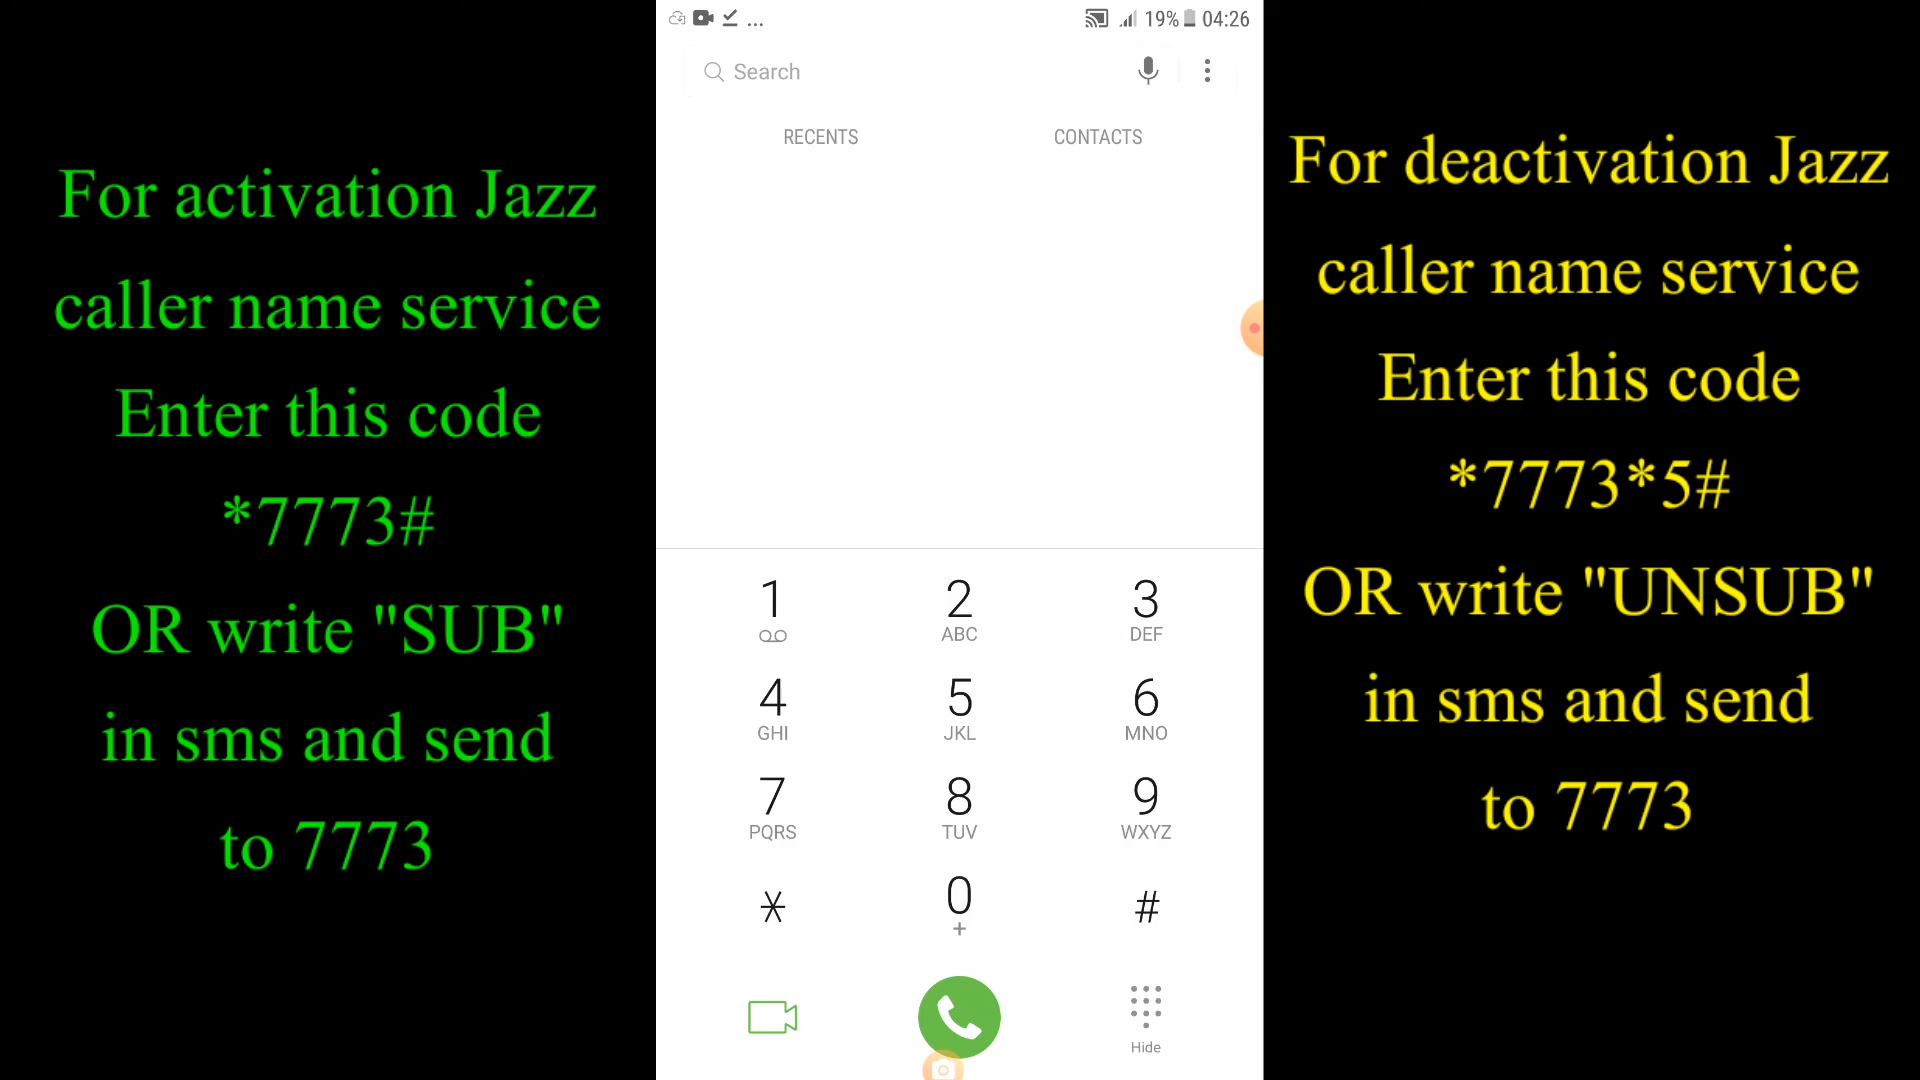 For activation Jazz
caller name service
Enter this code
*7773#
OR write "SUB"
in sms and send
to 7773
... 19% 04:26
Search
RECENTS CONTACTS
1 2 3
ABC DEF
4 5 6
GHI JKL MNO
7 8 9
PQRS TUV WXYZ
* 0 #
+
Hide
For deactivation Jazz
caller name service
Enter this code
*7773*5#
OR write "UNSUB"
in sms and send
to 7773